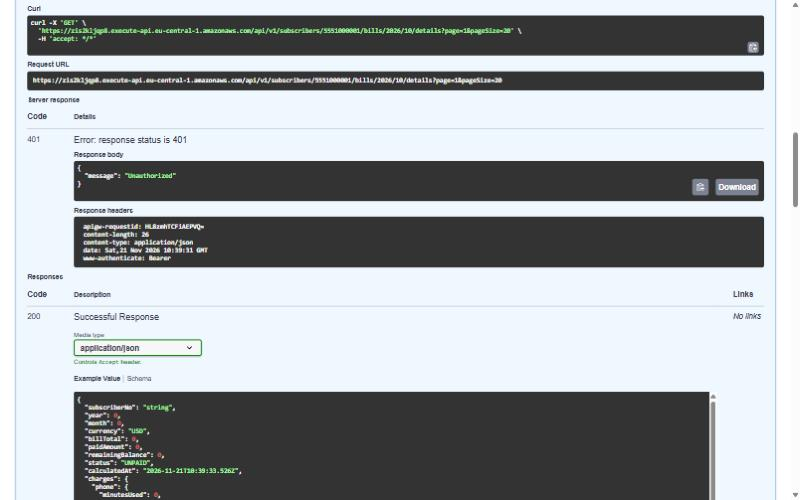 Curl
curl -X 'GET' \
'https://zis2kljqp8.execute-api.eu-central-1.amazonaws.com/api/v1/subscribers/5551000001/bills/2026/10/details?page=1&pageSize=20' \
-H 'accept: */*'
Request URL
https://zis2kljqp8.execute-api.eu-central-1.amazonaws.com/api/v1/subscribers/5551000001/bills/2026/10/details?page=1&pageSize=20
Server response
Code Details
401 Error: response status is 401
Response body
{
"message": "Unauthorized"
}
Download
Response headers
apigw-requestid: HL8zmhTCFiAEPVQ=
content-length: 26
content-type: application/json
date: Sat,21 Nov 2026 10:39:31 GMT
www-authenticate: Bearer
Responses
Code Description Links
200 Successful Response No links
Media type
application/json
Controls Accept header.
Example Value | Schema
{
"subscriberNo": "string",
"year": 0,
"month": 0,
"currency": "USD",
"billTotal": 0,
"paidAmount": 0,
"remainingBalance": 0,
"status": "UNPAID",
"calculatedAt": "2026-11-21T10:39:33.526Z",
"charges": {
"phone": {
"minutesUsed": 0,